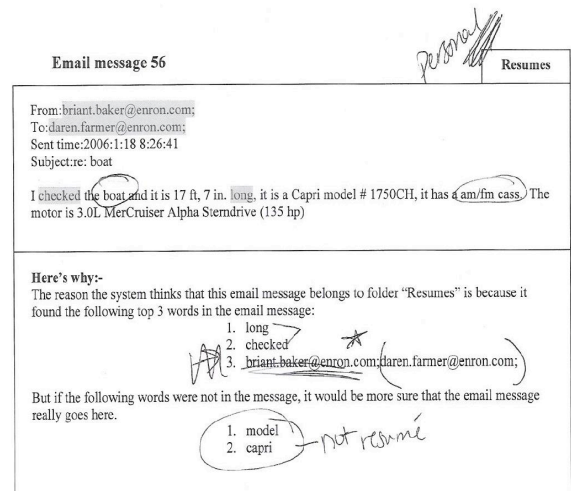 personal
Email message 56
Resumes
From:briant.baker@enron.com;
To:daren.farmer@enron.com;
Sent time:2006:1:18 8:26:41
Subject:re: boat
I checked the boat and it is 17 ft, 7 in. long, it is a Capri model # 1750CH, it has a am/fm cass. The
motor is 3.0L MerCruiser Alpha Sterndrive (135 hp)
Here's why:-
The reason the system thinks that this email message belongs to folder "Resumes" is because it
found the following top 3 words in the email message:
1. long
2. checked
3. briant.baker@enron.com;daren.farmer@enron.com;
But if the following words were not in the message, it would be more sure that the email message
really goes here.
1. model
2. capri
not resumé